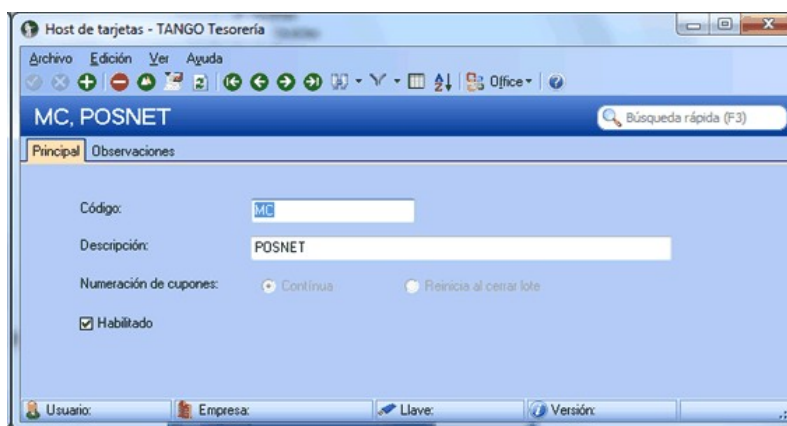 Host de tarjetas - TANGO Tesorería
Archivo Edición Ver Ayuda
Office
MC, POSNET
Búsqueda rápida (F3)
Principal Observaciones
Código: MC
Descripción: POSNET
Numeración de cupones: Contínua Reinicia al cerrar lote
Habilitado
Usuario: Empresa: Llave: Versión: